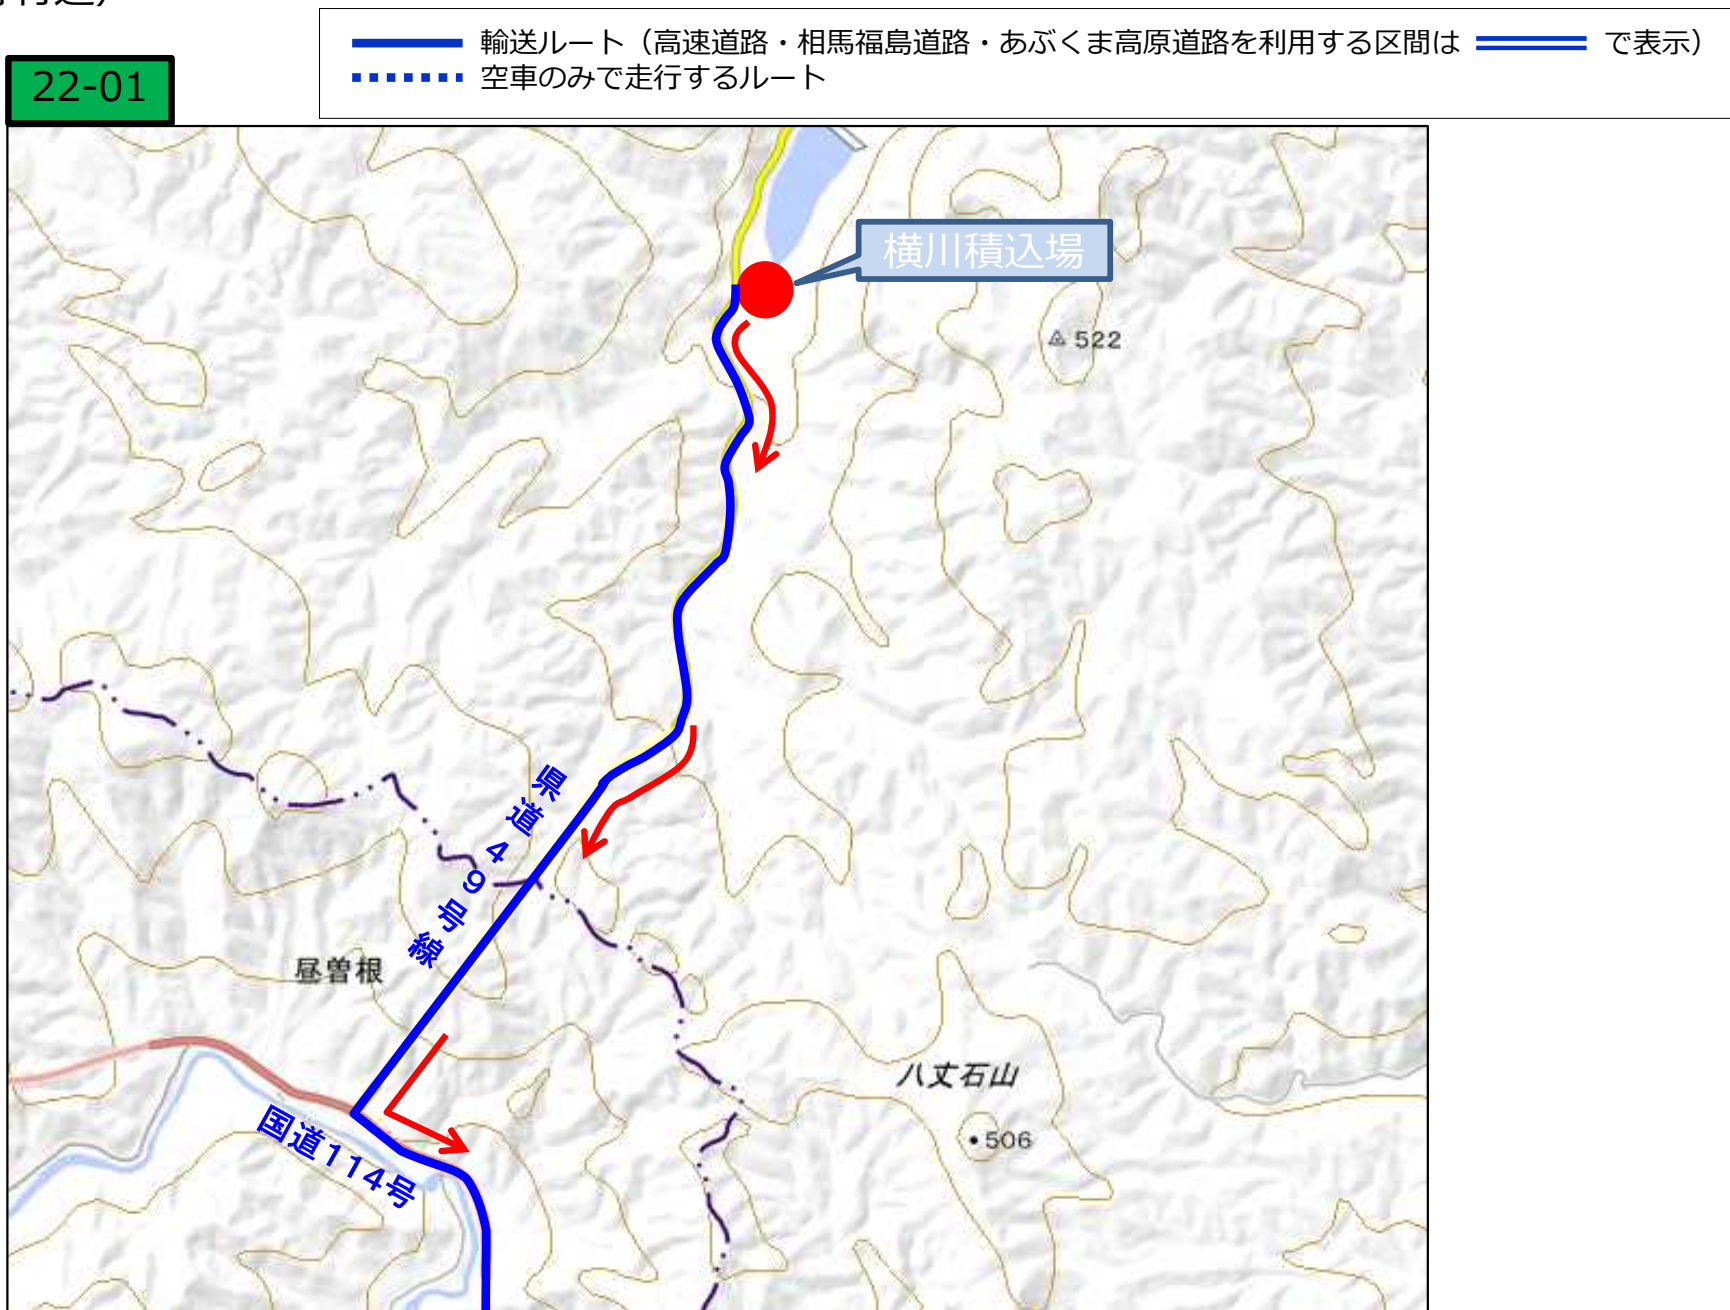 輸送ルート（高速道路・相馬福島道路・あぶくま高原道路を利用する区間は で表示）
空車のみで走行するルート
22-01
横川積込場
522
県道４９号線
昼曽根
八丈石山
506
国道114号